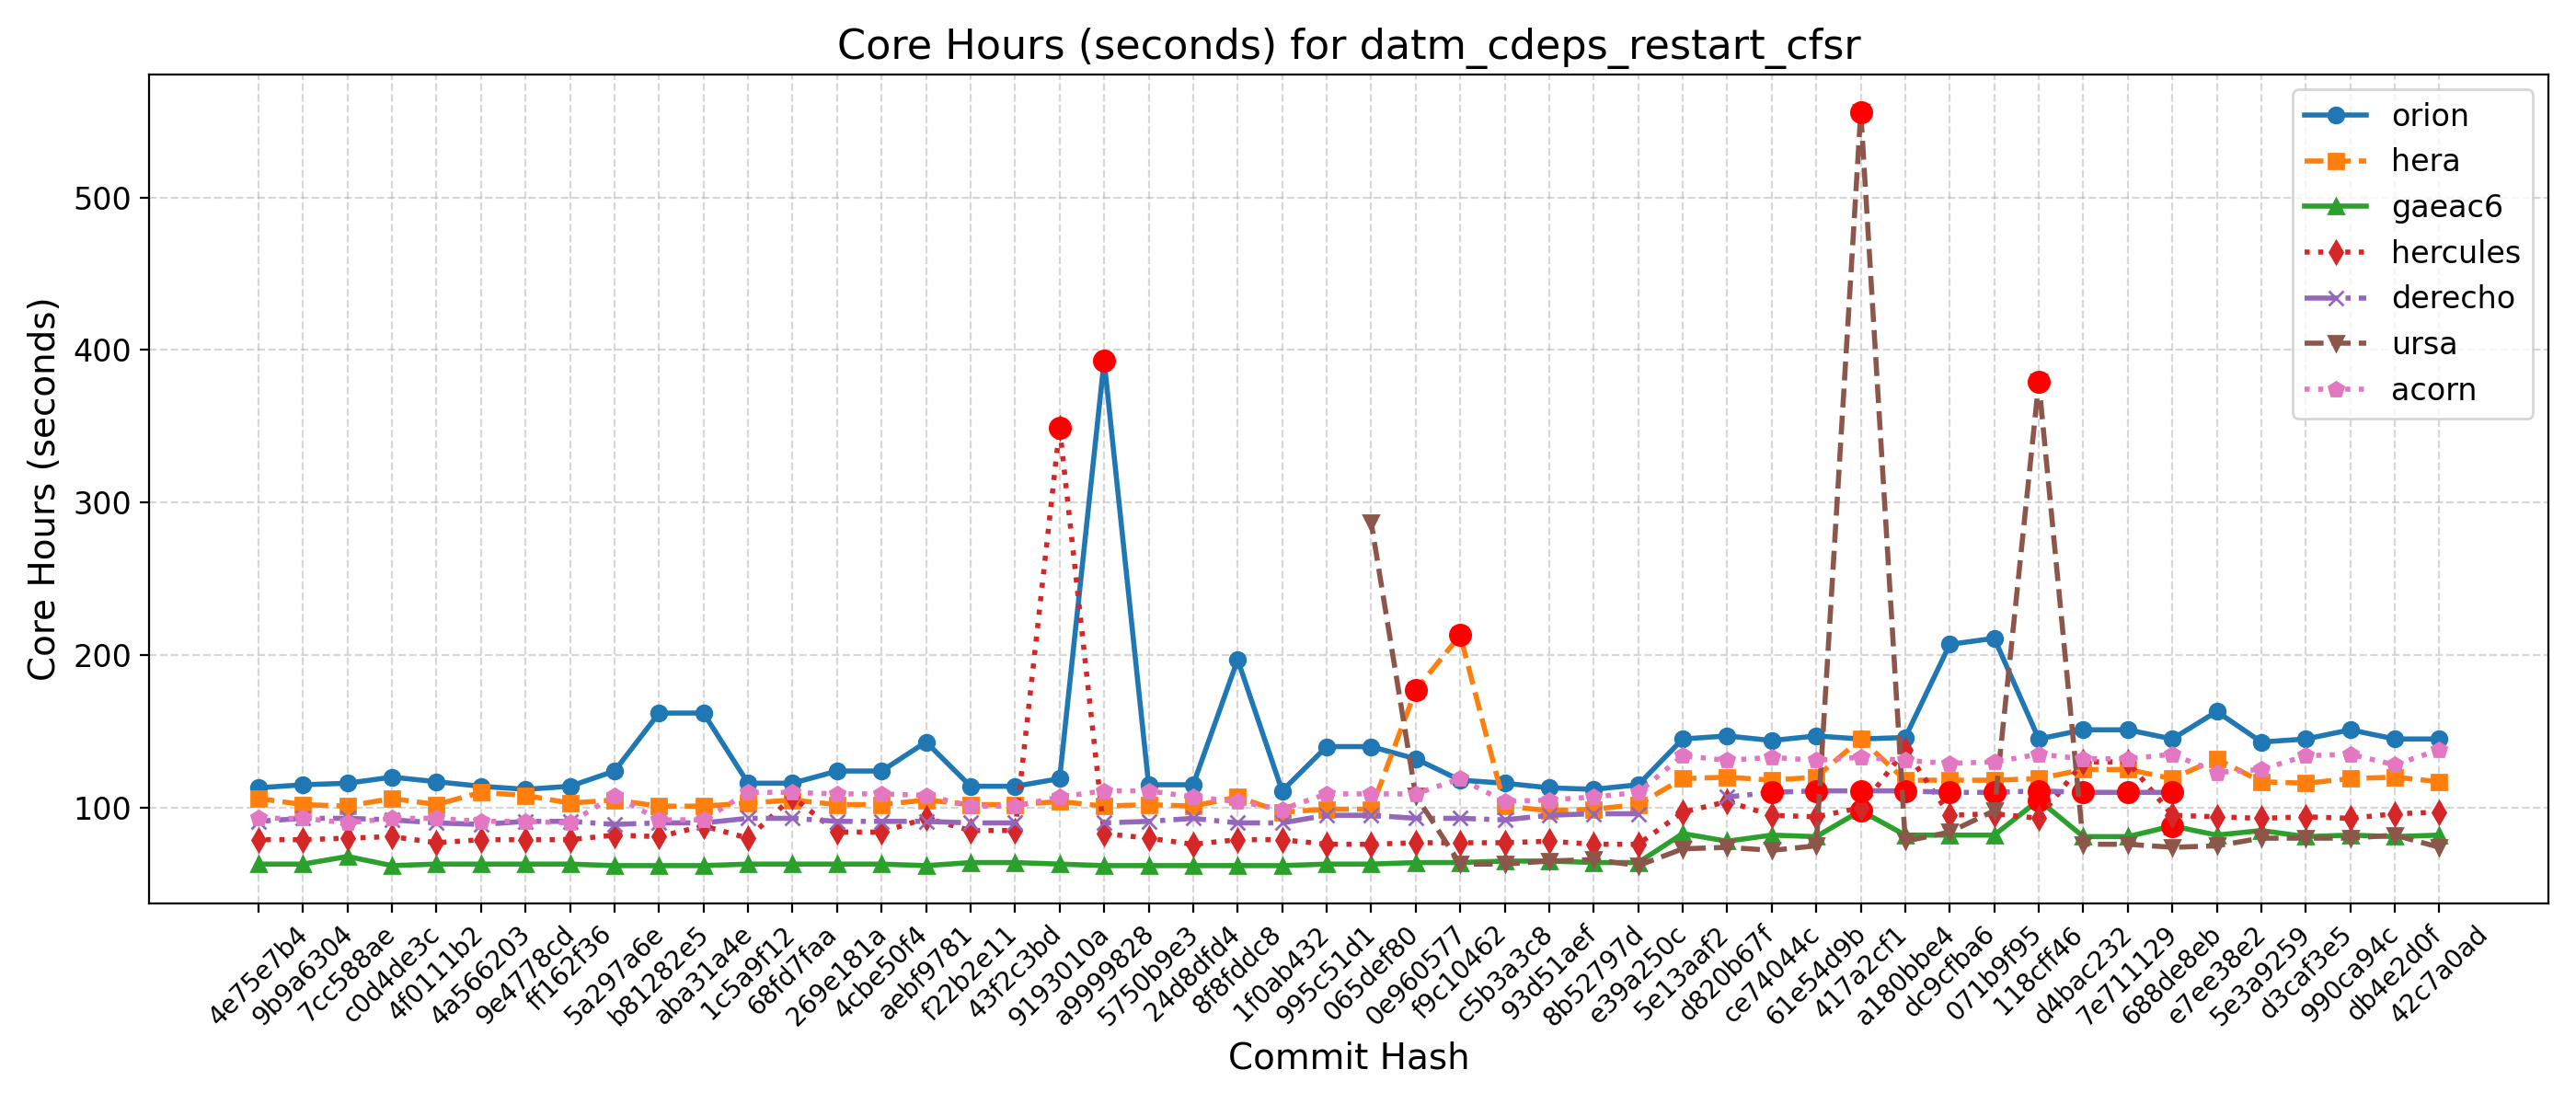 Core Hours (seconds) for datm_cdeps_restart_cfsr
Core Hours (seconds)
500
400
300
200
100
orion
hera
gaeac6
hercules
derecho
ursa
acorn
4e75e7b4
9b9a6304
7cc588ae
c0d4de3c
4f0111b2
4a566203
9e4778cd
ff162f36
5a297a6e
b81282e5
aba31a4e
1c5a9f12
68fd7faa
269e181a
4cbe50f4
aebf9781
f22b2e11
43f2c3bd
9193010a
a9999828
5750b9e3
24d8dfd4
8f8fddc8
1f0ab432
995c51d1
065def80
0e960577
f9c10462
c5b3a3c8
93d51aef
8b52797d
e39a250c
5e13aaf2
d820b67f
ce74044c
61e54d9b
417a2cf1
a180bbe4
dc9cfba6
071b9f95
118cff46
d4bac232
7e711129
688de8eb
e7ee38e2
5e3a9259
d3caf3e5
990ca94c
db4e2d0f
42c7a0ad
Commit Hash